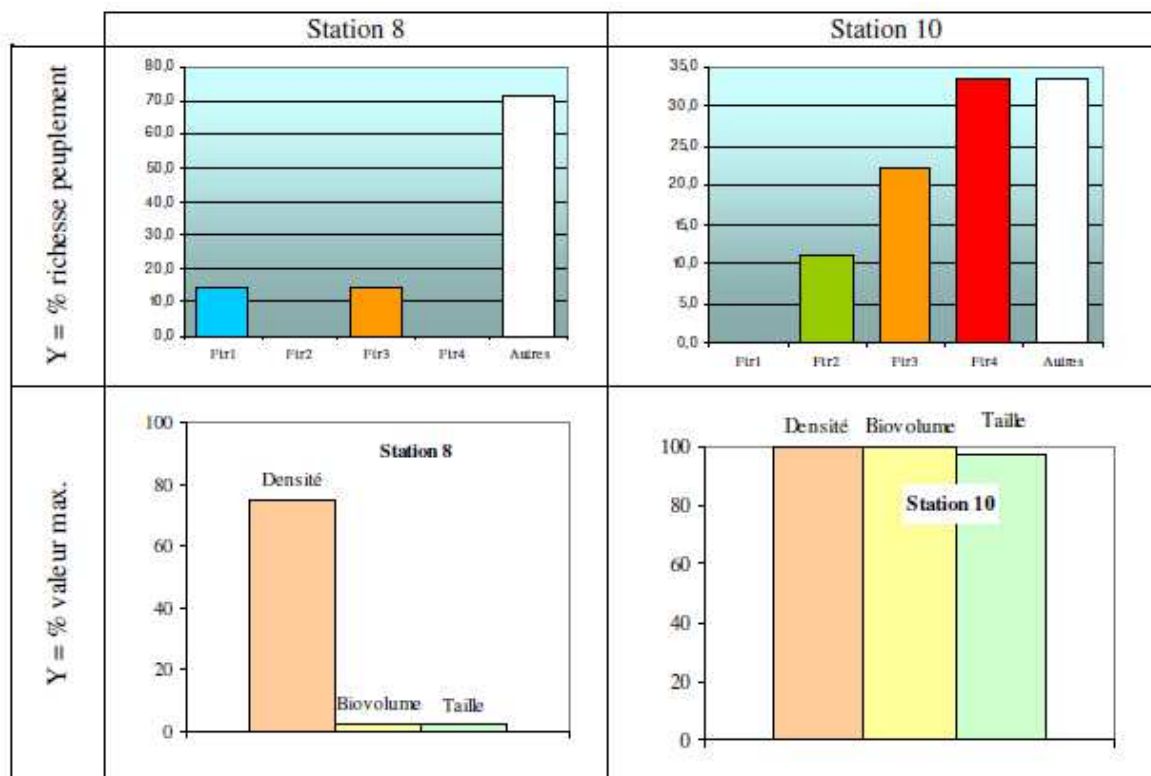 Station 8
Station 10
Y = % richesse peuplement
80,0
70,0
60,0
50,0
40,0
30,0
20,0
10,0
0,0
Ftr1 Ftr2 Ftr3 Ftr4 Autres
35,0
30,0
25,0
20,0
15,0
10,0
5,0
0,0
Ftr1 Ftr2 Ftr3 Ftr4 Autres
Y = % valeur max.
100
80
60
40
20
0
Station 8
Densité
Biovolume Taille
100
80
60
40
20
0
Densité Biovolume Taille
Station 10